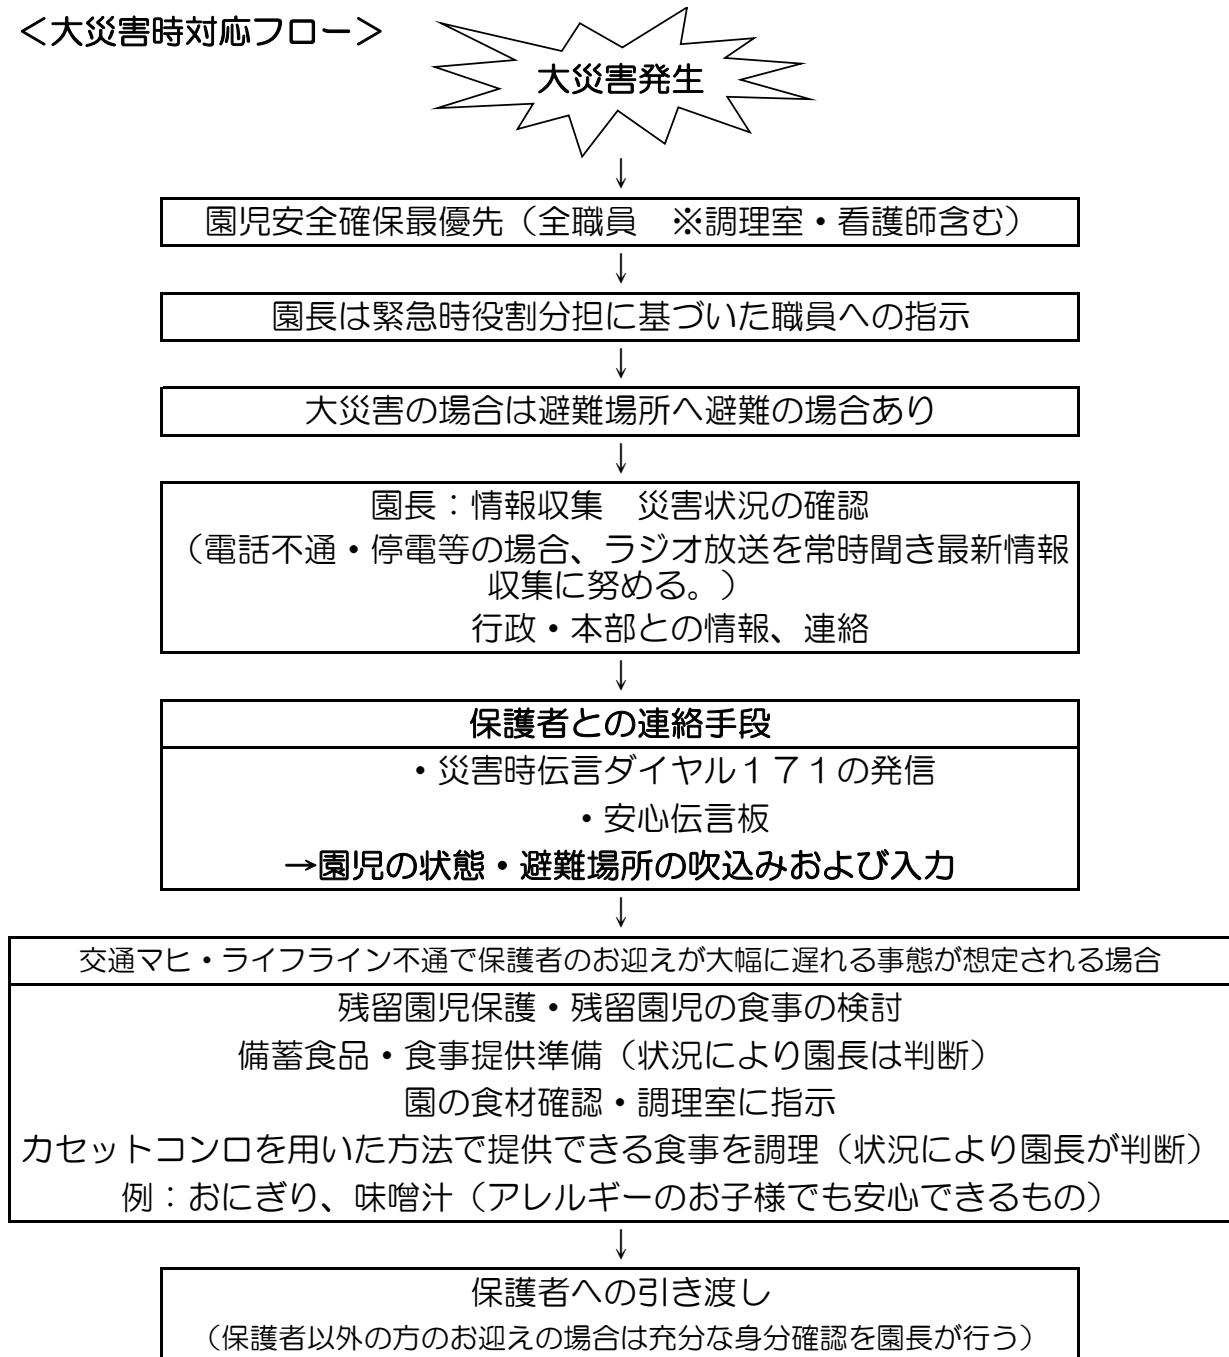 ＜大災害時対応フロー＞
大災害発生
↓
園児安全確保最優先（全職員　※調理室・看護師含む）
↓
園長は緊急時役割分担に基づいた職員への指示
↓
大災害の場合は避難場所へ避難の場合あり
↓
園長：情報収集　災害状況の確認
（電話不通・停電等の場合、ラジオ放送を常時聞き最新情報
収集に努める。）
行政・本部との情報、連絡
↓
保護者との連絡手段
・災害時伝言ダイヤル１７１の発信
・安心伝言板
→園児の状態・避難場所の吹込みおよび入力
↓
交通マヒ・ライフライン不通で保護者のお迎えが大幅に遅れる事態が想定される場合
残留園児保護・残留園児の食事の検討
備蓄食品・食事提供準備（状況により園長は判断）
園の食材確認・調理室に指示
カセットコンロを用いた方法で提供できる食事を調理（状況により園長が判断）
例：おにぎり、味噌汁（アレルギーのお子様でも安心できるもの）
↓
保護者への引き渡し
（保護者以外の方のお迎えの場合は充分な身分確認を園長が行う）